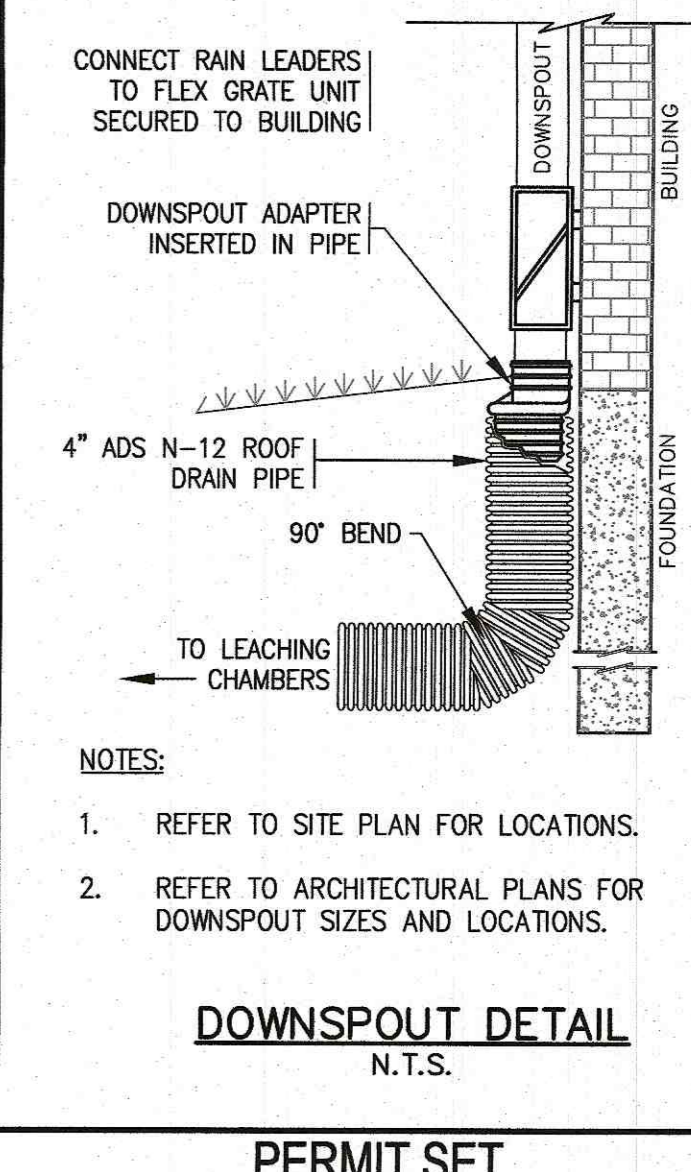 CONNECT RAIN LEADERS
TO FLEX GRATE UNIT
SECURED TO BUILDING
DOWNSPOUT
BUILDING
DOWNSPOUT ADAPTER
INSERTED IN PIPE
4" ADS N-12 ROOF
DRAIN PIPE
FOUNDATION
90° BEND
TO LEACHING
CHAMBERS
NOTES:
1. REFER TO SITE PLAN FOR LOCATIONS.
2. REFER TO ARCHITECTURAL PLANS FOR
DOWNSPOUT SIZES AND LOCATIONS.
DOWNSPOUT DETAIL
N.T.S.
PERMIT SET